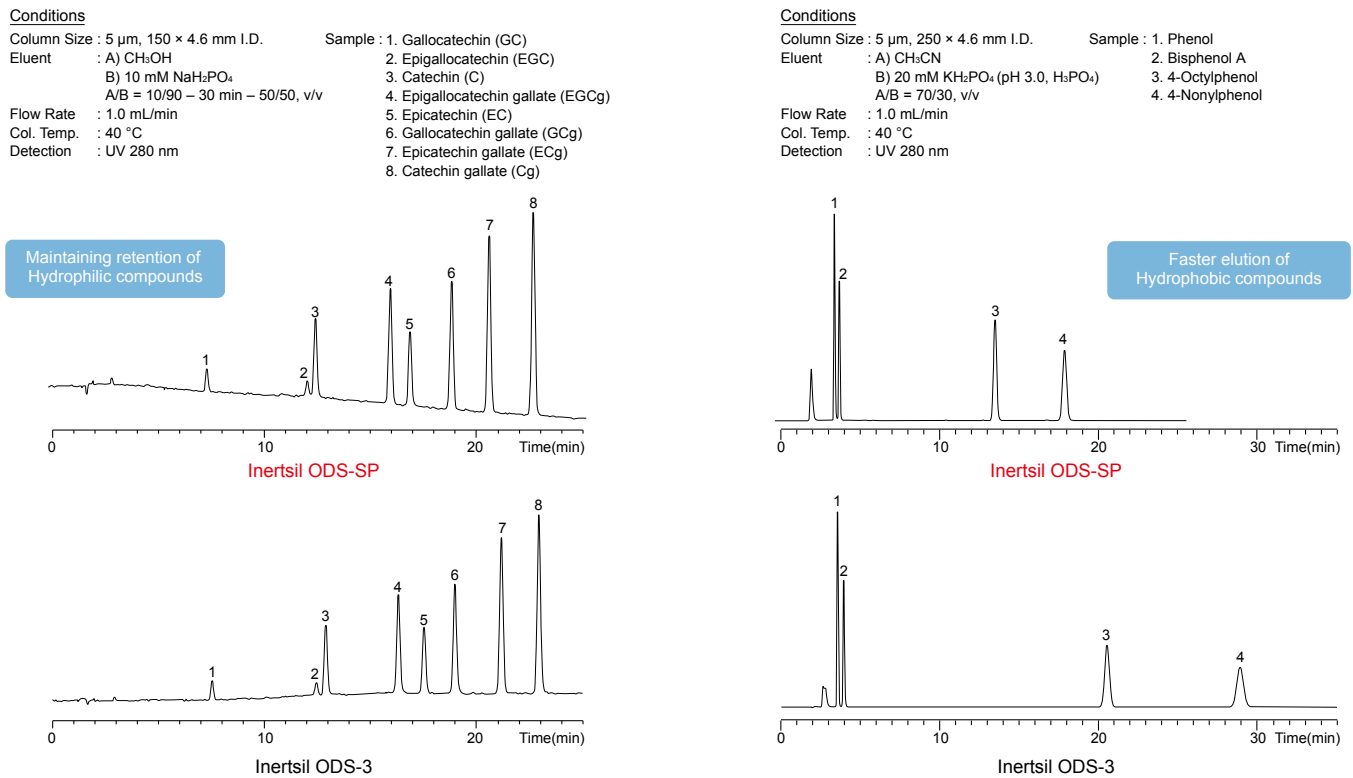 Conditions
Column Size : 5 µm, 150 × 4.6 mm I.D.
Eluent : A) CH₃OH
B) 10 mM NaH₂PO₄
A/B = 10/90 – 30 min – 50/50, v/v
Flow Rate : 1.0 mL/min
Col. Temp. : 40 °C
Detection : UV 280 nm
Sample : 1. Gallocatechin (GC)
2. Epigallocatechin (EGC)
3. Catechin (C)
4. Epigallocatechin gallate (EGCg)
5. Epicatechin (EC)
6. Gallocatechin gallate (GCg)
7. Epicatechin gallate (ECg)
8. Catechin gallate (Cg)
Maintaining retention of
Hydrophilic compounds
1 2 3 4 5 6 7 8
0 10 20 Time(min)
Inertsil ODS-SP
1 2 3 4 5 6 7 8
0 10 20 Time(min)
Inertsil ODS-3
Conditions
Column Size : 5 µm, 250 × 4.6 mm I.D.
Eluent : A) CH₃CN
B) 20 mM KH₂PO₄ (pH 3.0, H₃PO₄)
A/B = 70/30, v/v
Flow Rate : 1.0 mL/min
Col. Temp. : 40 °C
Detection : UV 280 nm
Sample : 1. Phenol
2. Bisphenol A
3. 4-Octylphenol
4. 4-Nonylphenol
Faster elution of
Hydrophobic compounds
1 2 3 4
0 10 20 30 Time(min)
Inertsil ODS-SP
1 2 3 4
0 10 20 30 Time(min)
Inertsil ODS-3